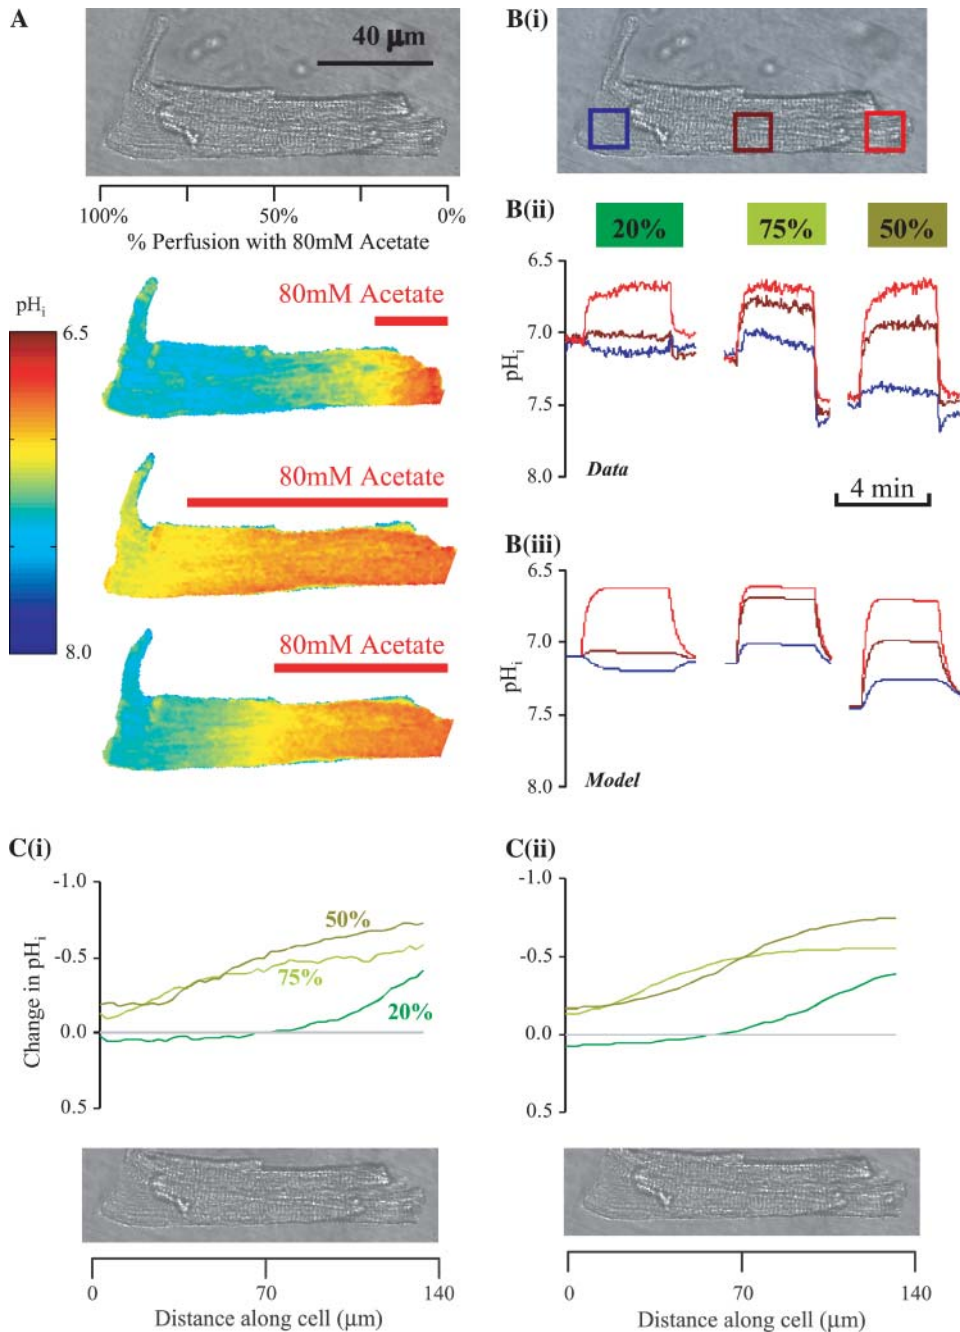 A
40 µm
100%
50%
0%
% Perfusion with 80mM Acetate
pHi
6.5
8.0
80mM Acetate
80mM Acetate
80mM Acetate
B(i)
B(ii)
20%
75%
50%
6.5
7.0
7.5
8.0
pHi
Data
4 min
B(iii)
6.5
7.0
7.5
8.0
pHi
Model
C(i)
-1.0
-0.5
0.0
0.5
Change in pHi
50%
75%
20%
0
70
140
Distance along cell (µm)
C(ii)
-1.0
-0.5
0.0
0.5
0
70
140
Distance along cell (µm)